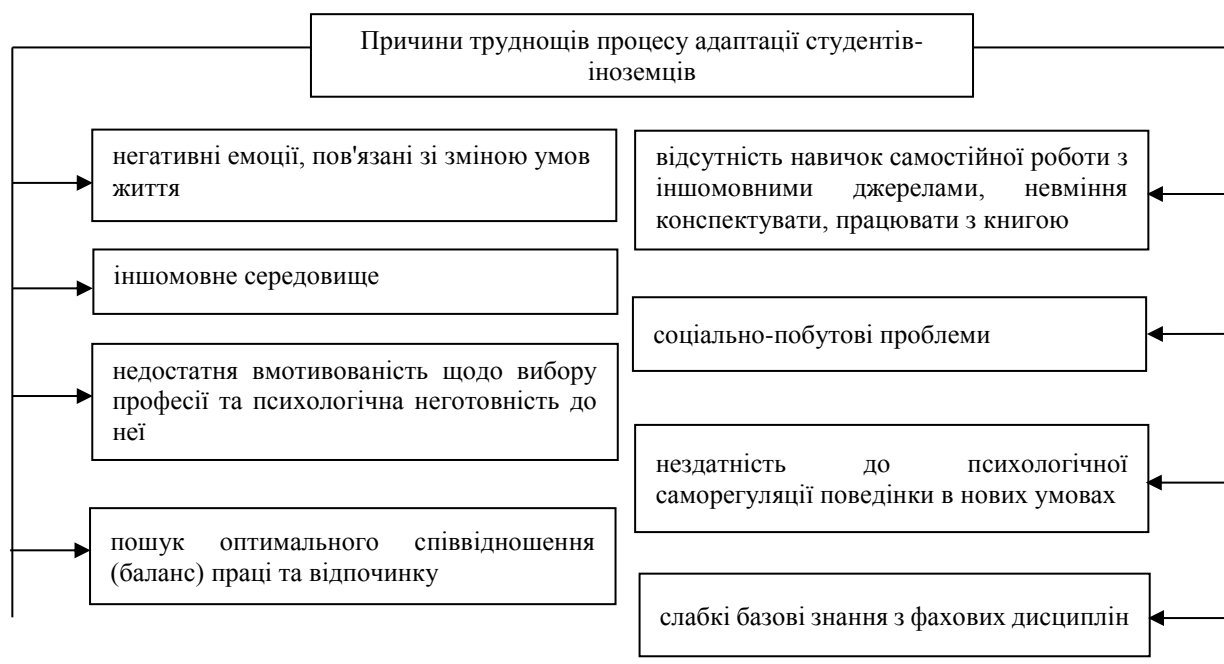 Причини труднощів процесу адаптації студентів-
іноземців
негативні емоції, пов'язані зі зміною умов
життя
іншомовне середовище
недостатня вмотивованість щодо вибору
професії та психологічна неготовність до
неї
пошук оптимального співвідношення
(баланс) праці та відпочинку
відсутність навичок самостійної роботи з
іншомовними джерелами, невміння
конспектувати, працювати з книгою
соціально-побутові проблеми
нездатність до психологічної
саморегуляції поведінки в нових умовах
слабкі базові знання з фахових дисциплін